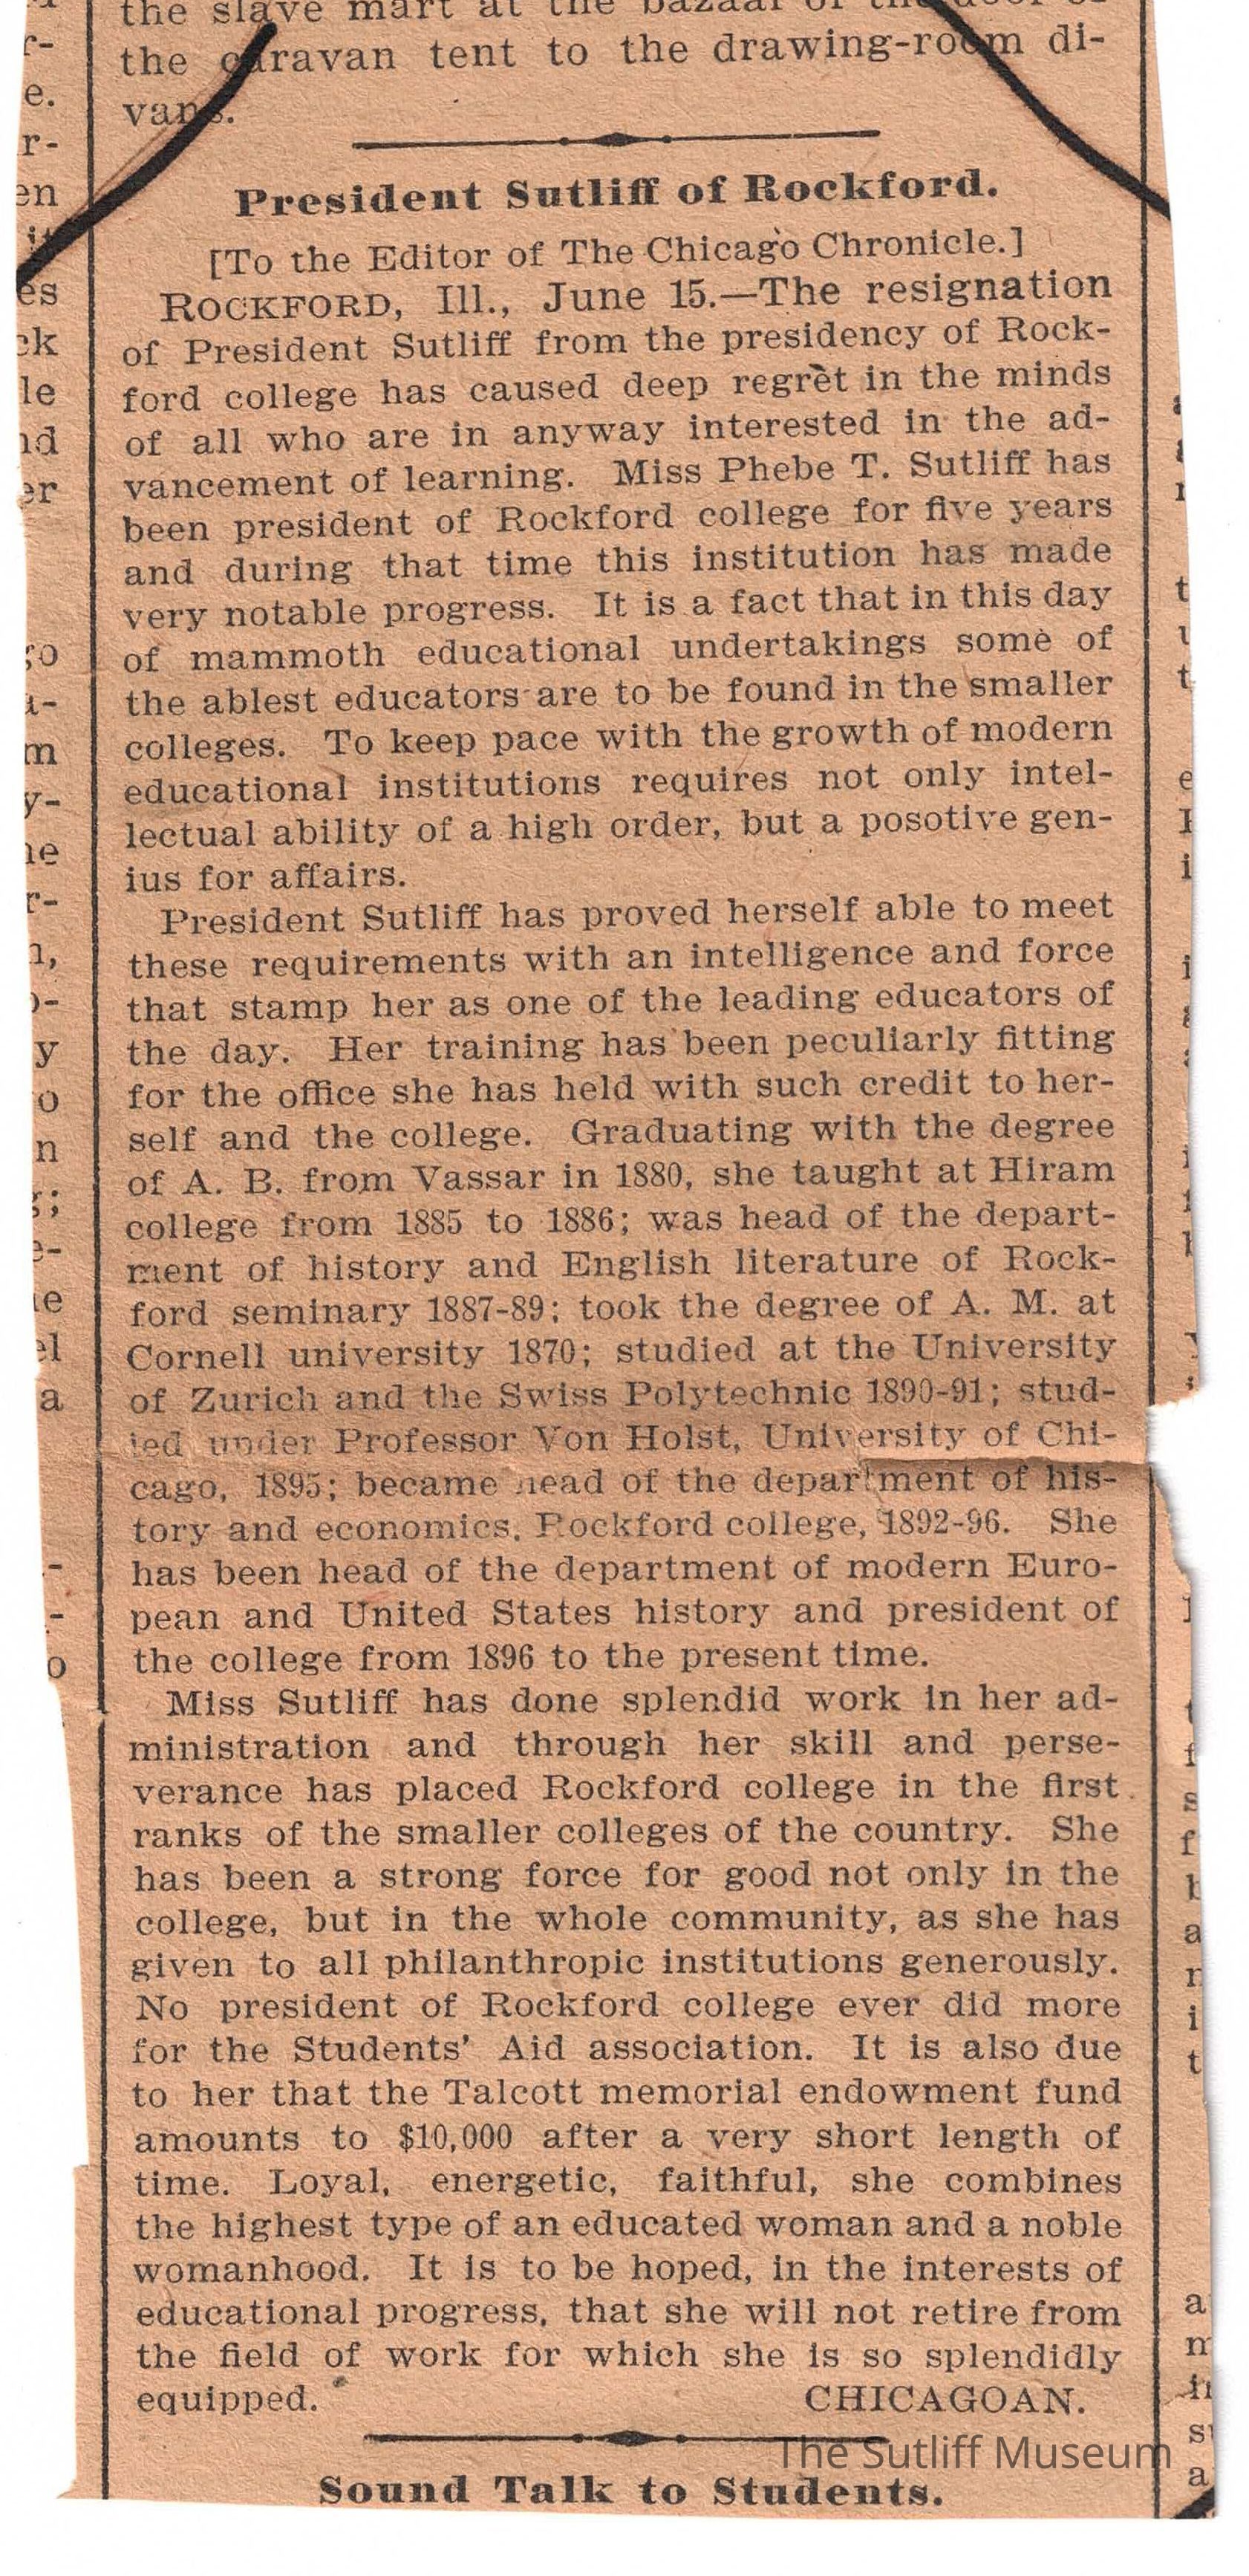 the slave mart at the bazaar or the door of
the caravan tent to the drawing-room di-
vans.
President Sutliff of Rockford.
[To the Editor of The Chicago Chronicle.]
ROCKFORD, Ill., June 15.—The resignation
of President Sutliff from the presidency of Rock-
ford college has caused deep regret in the minds
of all who are in anyway interested in the ad-
vancement of learning. Miss Phebe T. Sutliff has
been president of Rockford college for five years
and during that time this institution has made
very notable progress. It is a fact that in this day
of mammoth educational undertakings some of
the ablest educators are to be found in the smaller
colleges. To keep pace with the growth of modern
educational institutions requires not only intel-
lectual ability of a high order, but a posotive gen-
ius for affairs.
President Sutliff has proved herself able to meet
these requirements with an intelligence and force
that stamp her as one of the leading educators of
the day. Her training has been peculiarly fitting
for the office she has held with such credit to her-
self and the college. Graduating with the degree
of A. B. from Vassar in 1880, she taught at Hiram
college from 1885 to 1886; was head of the depart-
ment of history and English literature of Rock-
ford seminary 1887-89; took the degree of A. M. at
Cornell university 1870; studied at the University
of Zurich and the Swiss Polytechnic 1890-91; stud-
ied under Professor Von Holst, University of Chi-
cago, 1895; became head of the department of his-
tory and economics, Rockford college, 1892-96. She
has been head of the department of modern Euro-
pean and United States history and president of
the college from 1896 to the present time.
Miss Sutliff has done splendid work in her ad-
ministration and through her skill and perse-
verance has placed Rockford college in the first
ranks of the smaller colleges of the country. She
has been a strong force for good not only in the
college, but in the whole community, as she has
given to all philanthropic institutions generously.
No president of Rockford college ever did more
for the Students' Aid association. It is also due
to her that the Talcott memorial endowment fund
amounts to $10,000 after a very short length of
time. Loyal, energetic, faithful, she combines
the highest type of an educated woman and a noble
womanhood. It is to be hoped, in the interests of
educational progress, that she will not retire from
the field of work for which she is so splendidly
equipped. CHICAGOAN.
The Sutliff Museum
Sound Talk to Students.